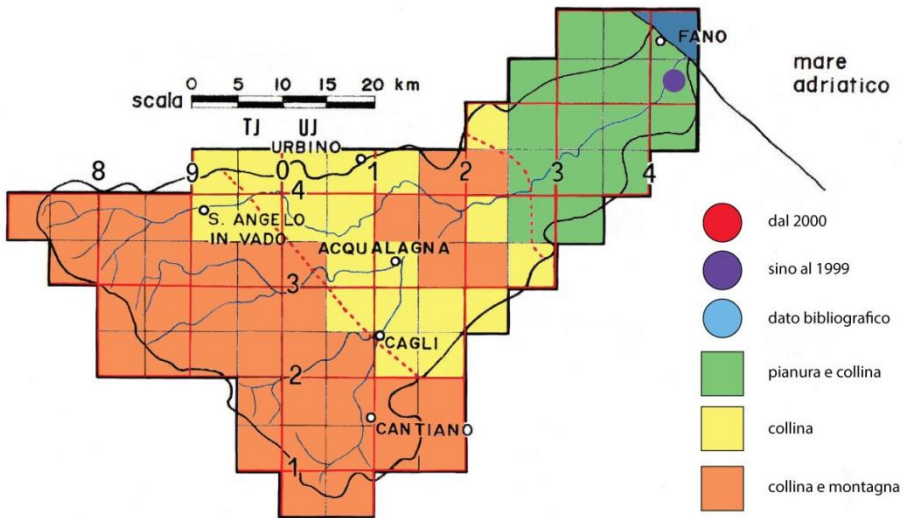 FANO
mare
adriatico
0 5 10 15 20 km
scala
TJ UJ
URBINO
8 9 0 1 2 3 4
4
S. ANGELO
IN VADO
ACQUALAGNA
3
CAGLI
2
CANTIANO
1
dal 2000
sino al 1999
dato bibliografico
pianura e collina
collina
collina e montagna